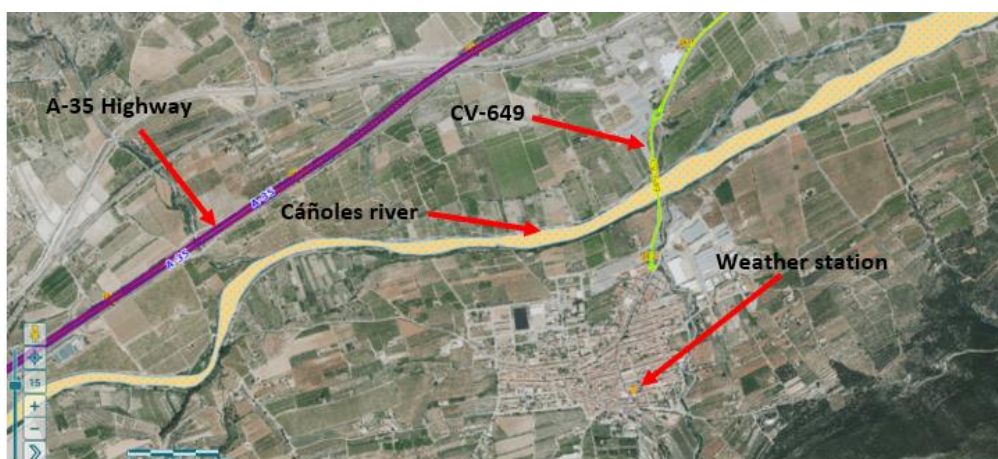 A-35 Highway
CV-649
A-35
Cáñoles river
A-35
Weather station
15